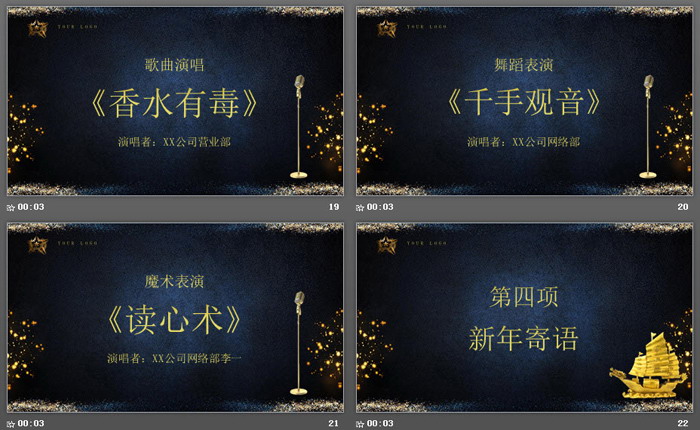 YOUR LOGO
歌曲演唱
《香水有毒》
演唱者：XX公司营业部
00:03
19
YOUR LOGO
舞蹈表演
《千手观音》
演唱者：XX公司网络部
00:03
20
YOUR LOGO
魔术表演
《读心术》
演唱者：XX公司网络部李一
00:03
21
YOUR LOGO
第四项
新年寄语
00:03
22